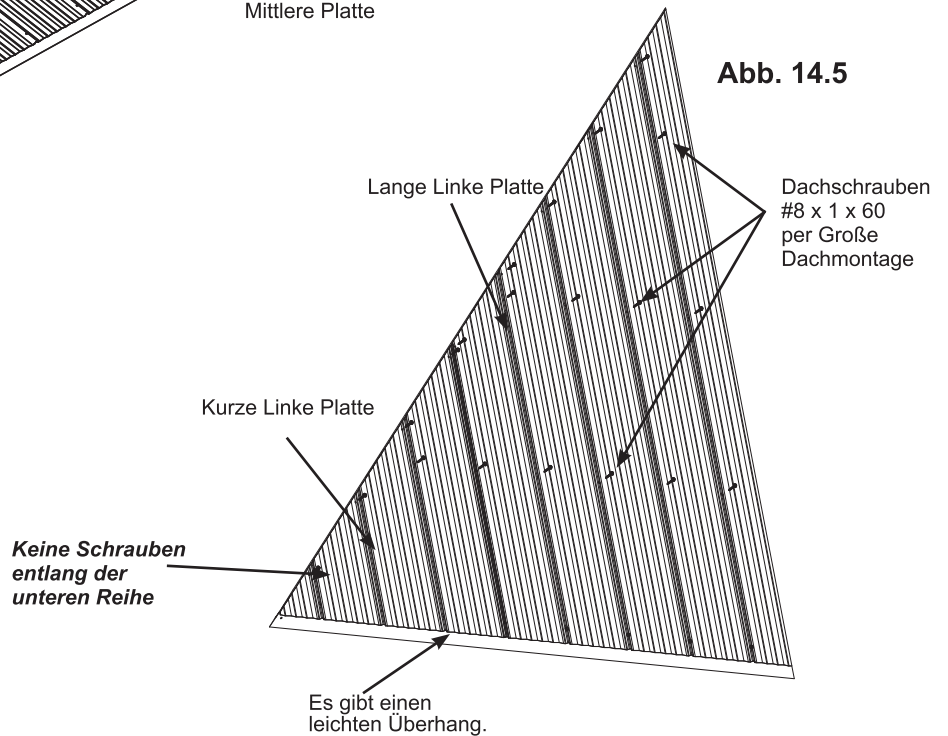 Mittlere Platte
Abb. 14.5
Lange Linke Platte
Dachschrauben
#8 x 1 x 60
per Große
Dachmontage
Kurze Linke Platte
Keine Schrauben
entlang der
unteren Reihe
Es gibt einen
leichten Überhang.